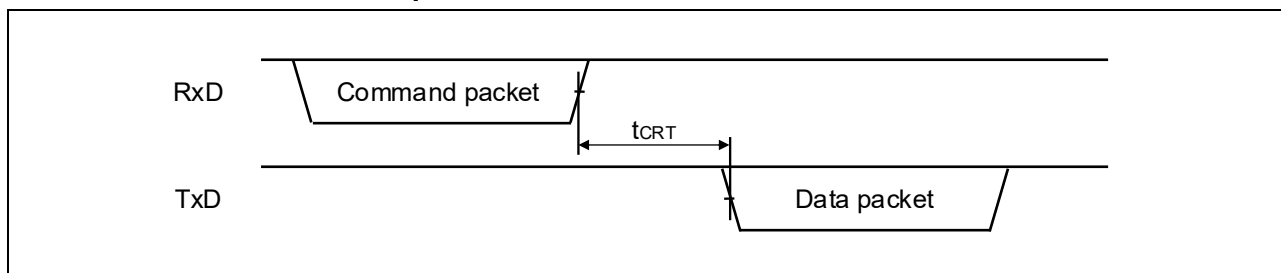 RxD
Command packet
tCRT
TxD
Data packet